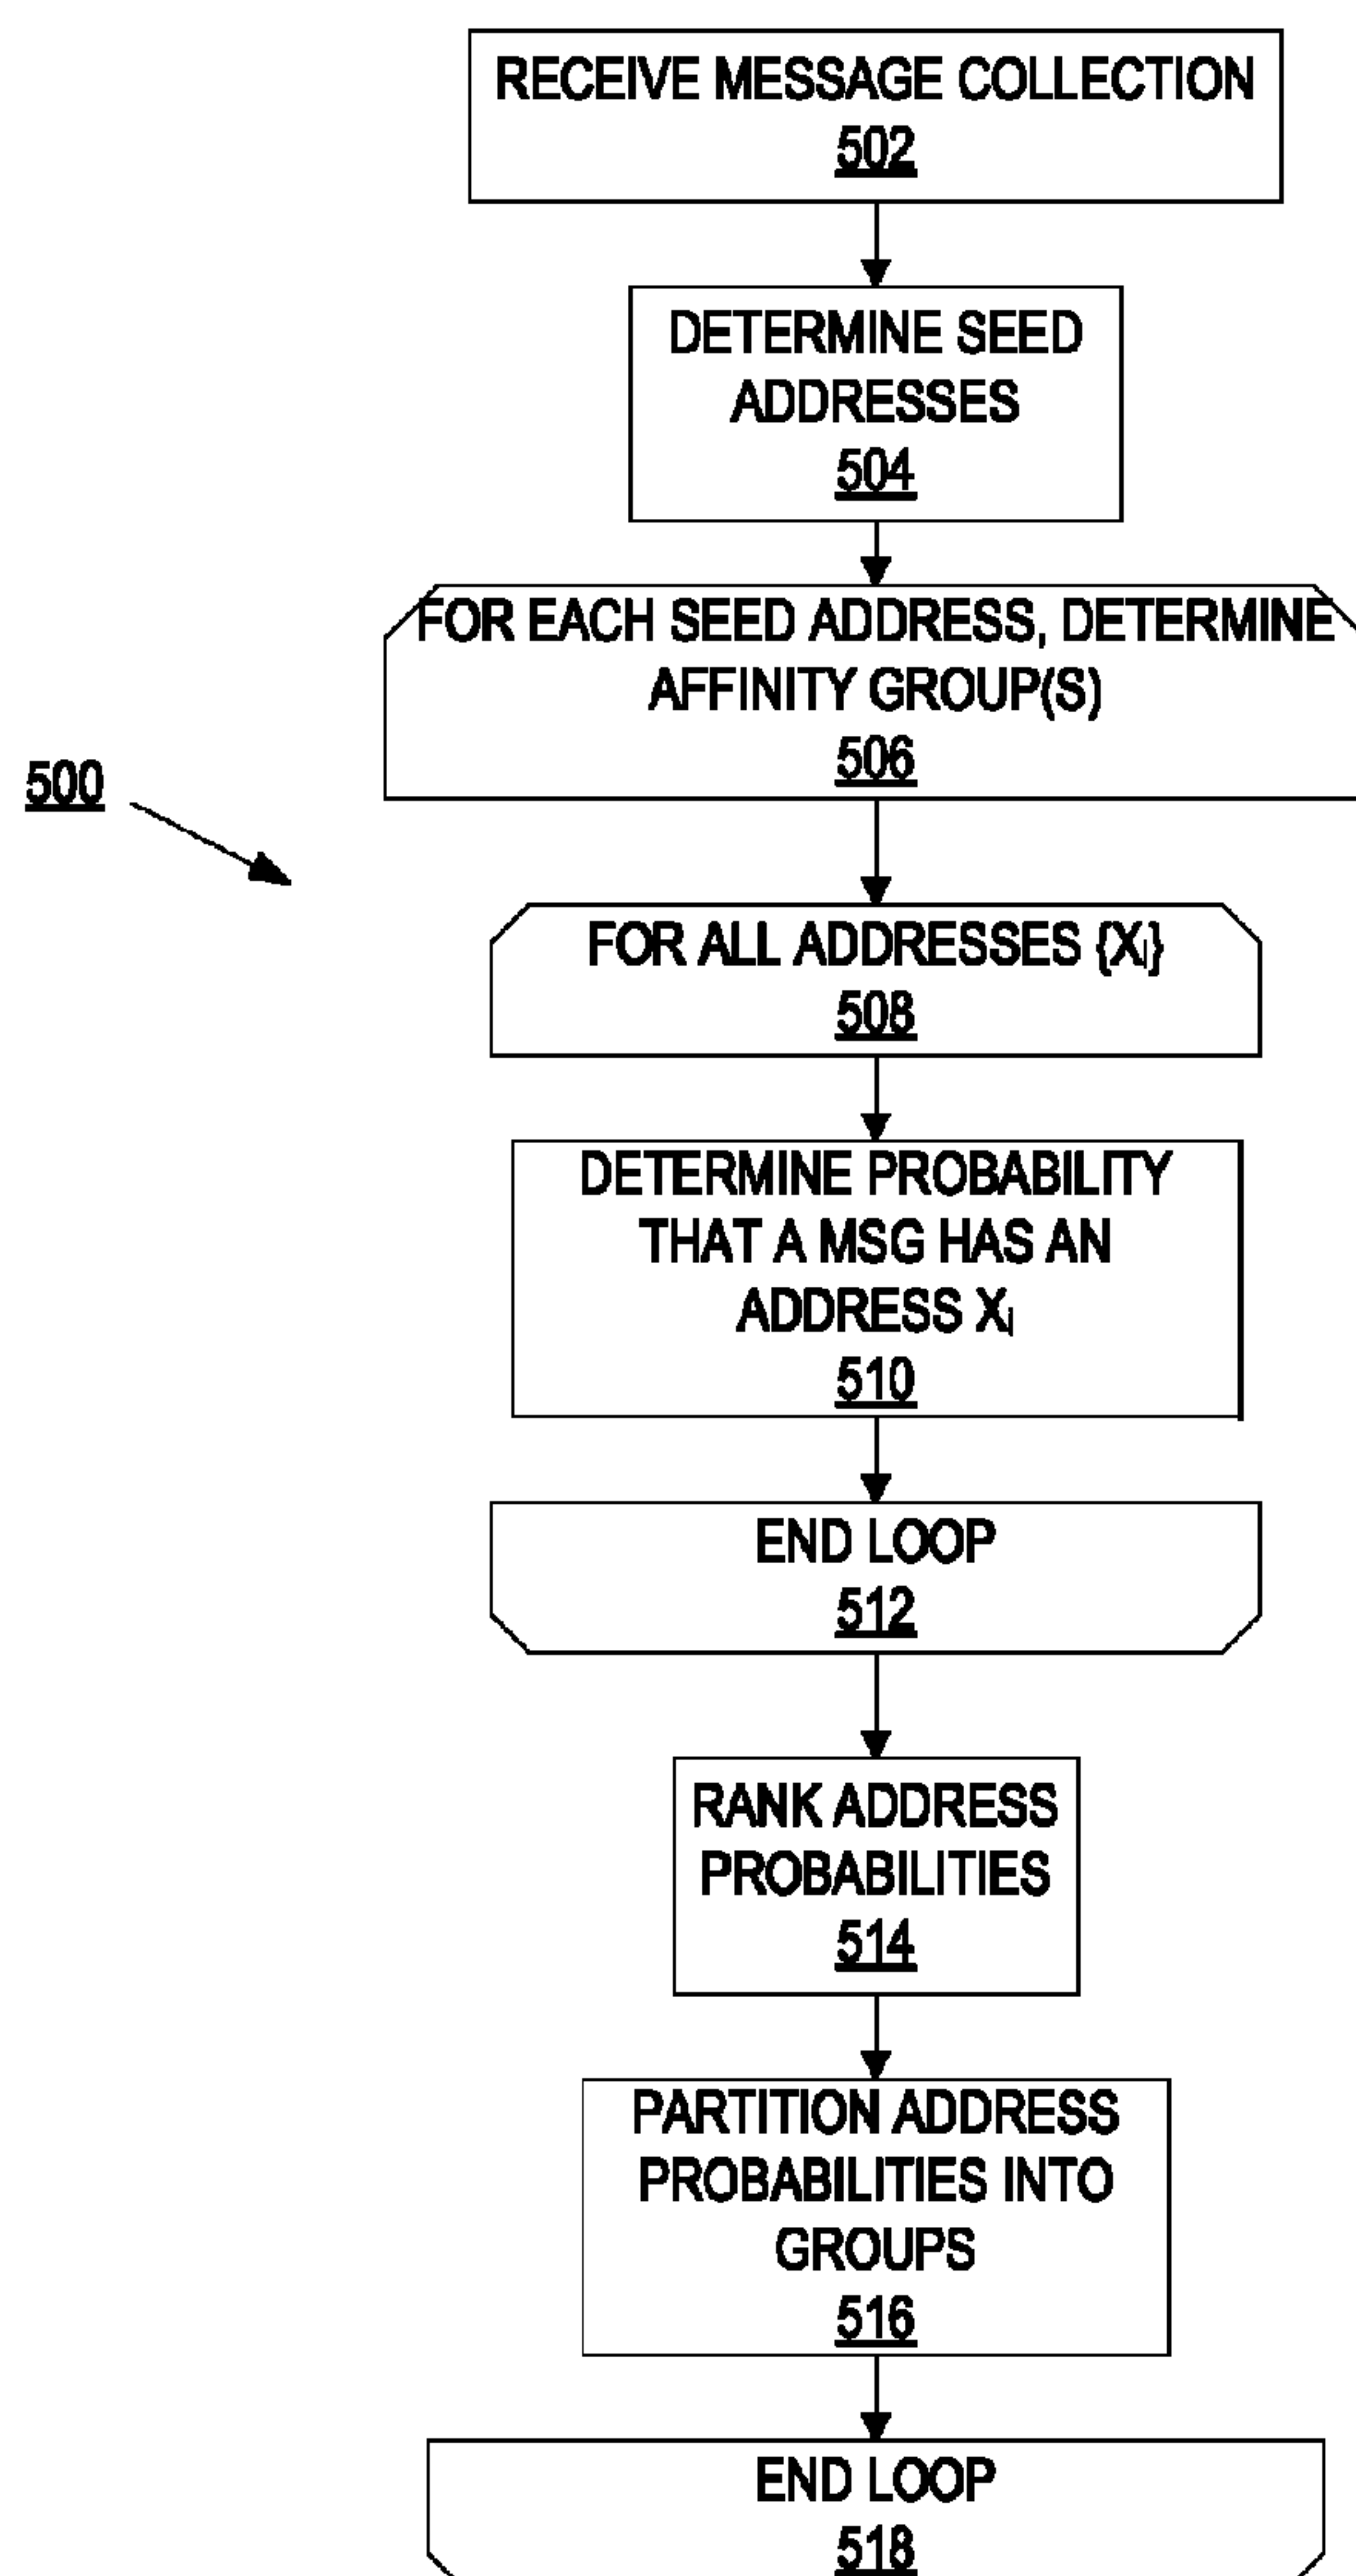 RECEIVE MESSAGE COLLECTION
502
DETERMINE SEED
ADDRESSES
504
FOR EACH SEED ADDRESS, DETERMINE
AFFINITY GROUP(S)
506
500
FOR ALL ADDRESSES {Xᵢ}
508
DETERMINE PROBABILITY
THAT A MSG HAS AN
ADDRESS Xᵢ
510
END LOOP
512
RANK ADDRESS
PROBABILITIES
514
PARTITION ADDRESS
PROBABILITIES INTO
GROUPS
516
END LOOP
518